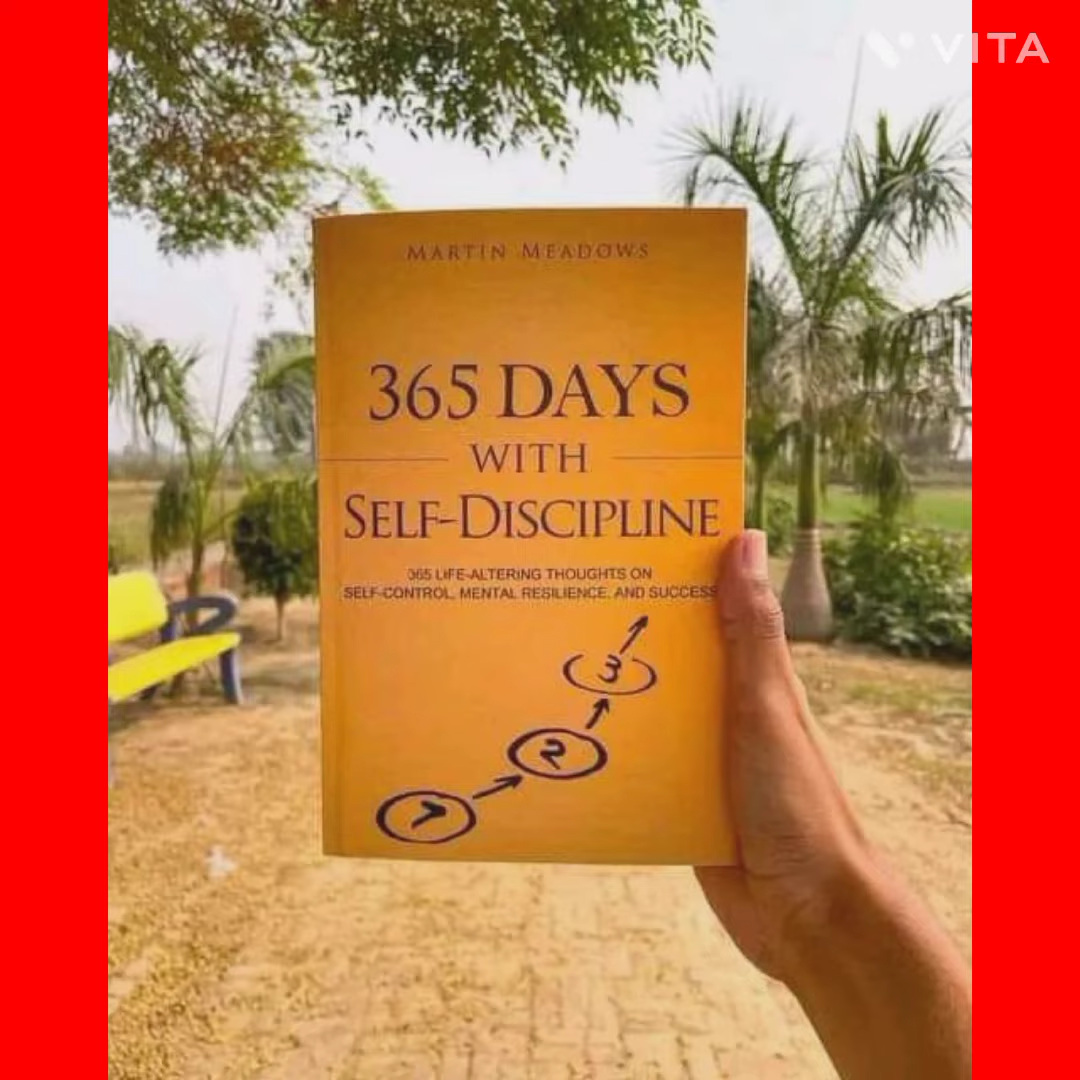 VITA
MARTIN MEADOWS
365 DAYS
WITH
SELF-DISCIPLINE
365 LIFE-ALTERING THOUGHTS ON
SELF-CONTROL, MENTAL RESILIENCE, AND SUCCESS
3
2
1